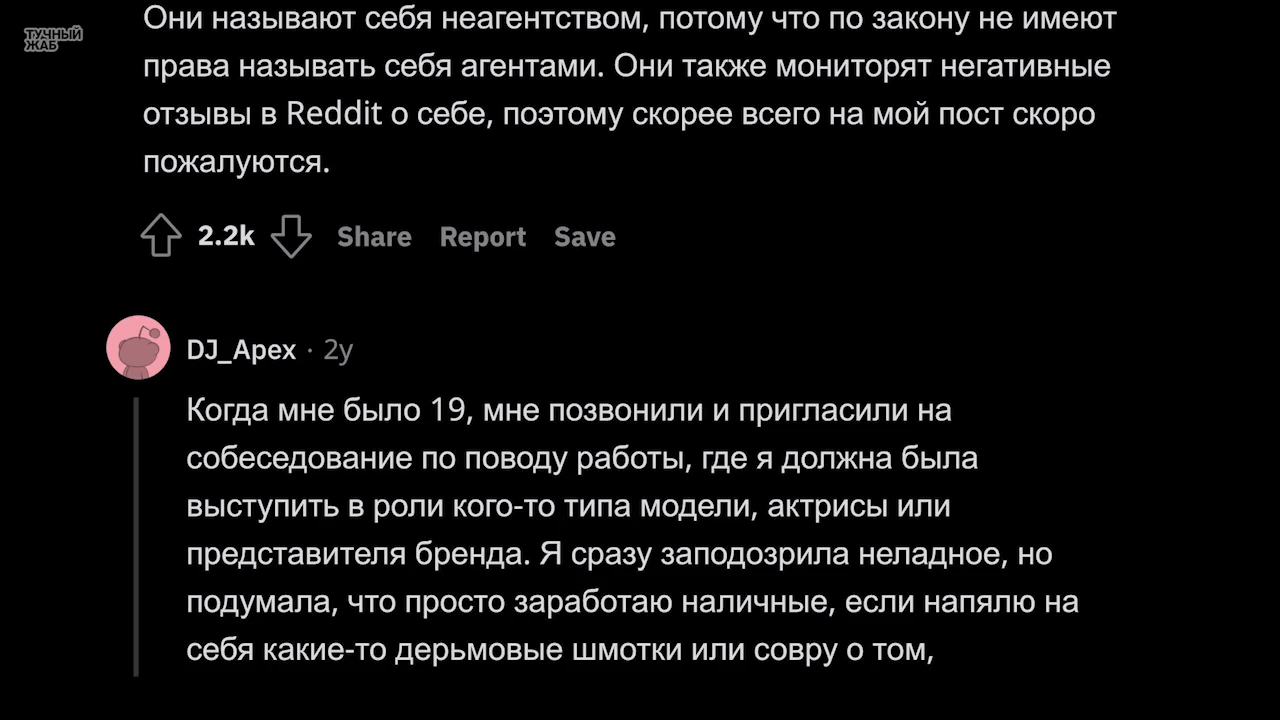 ТУЧНЫЙ
ЖАБ
Они называют себя неагентством, потому что по закону не имеют
права называть себя агентами. Они также мониторят негативные
отзывы в Reddit о себе, поэтому скорее всего на мой пост скоро
пожалуются.
2.2k Share Report Save
DJ_Apex · 2y
Когда мне было 19, мне позвонили и пригласили на
собеседование по поводу работы, где я должна была
выступить в роли кого-то типа модели, актрисы или
представителя бренда. Я сразу заподозрила неладное, но
подумала, что просто заработаю наличные, если напялю на
себя какие-то дерьмовые шмотки или совру о том,